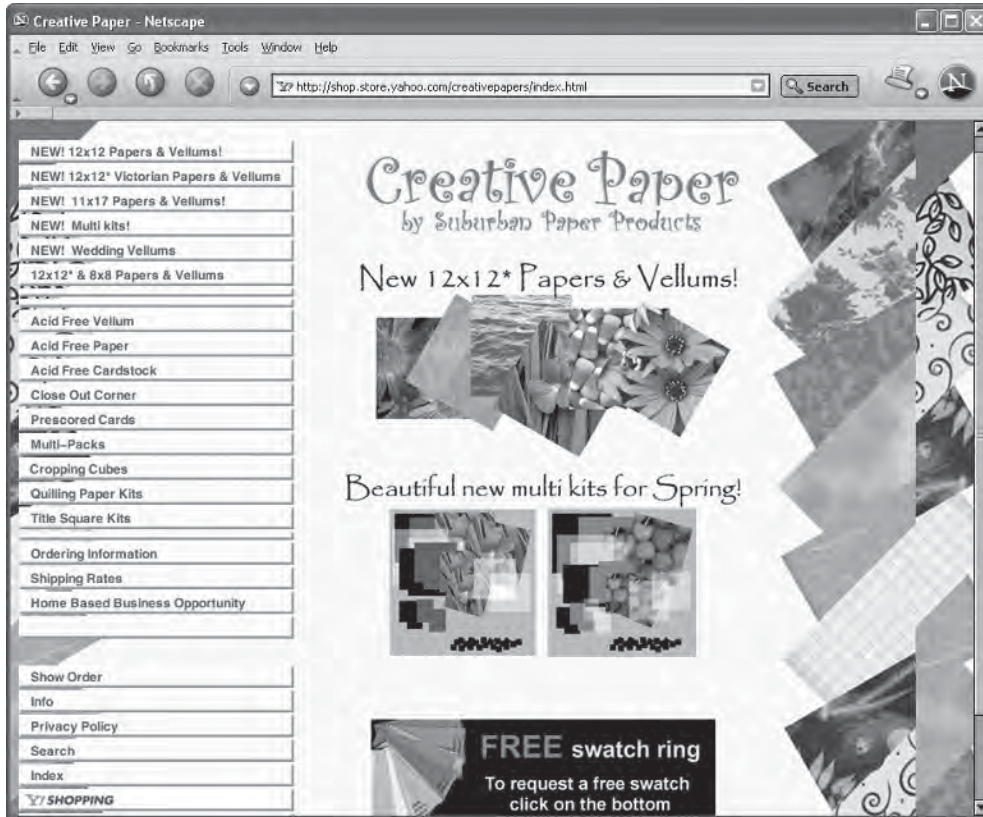 Creative Paper - Netscape
File Edit View Go Bookmarks Tools Window Help
http://shop.store.yahoo.com/creativepapers/index.html Search N
NEW! 12x12 Papers & Vellums!
NEW! 12x12* Victorian Papers & Vellums
NEW! 11x17 Papers & Vellums!
NEW! Multi kits!
NEW! Wedding Vellums
12x12* & 8x8 Papers & Vellums
Acid Free Vellum
Acid Free Paper
Acid Free Cardstock
Close Out Corner
Prescored Cards
Multi-Packs
Cropping Cubes
Quilling Paper Kits
Title Square Kits
Ordering Information
Shipping Rates
Home Based Business Opportunity
Show Order
Info
Privacy Policy
Search
Index
Y! SHOPPING
Creative Paper
by Suburban Paper Products
New 12x12* Papers & Vellums!
Beautiful new multi kits for Spring!
FREE swatch ring
To request a free swatch
click on the bottom